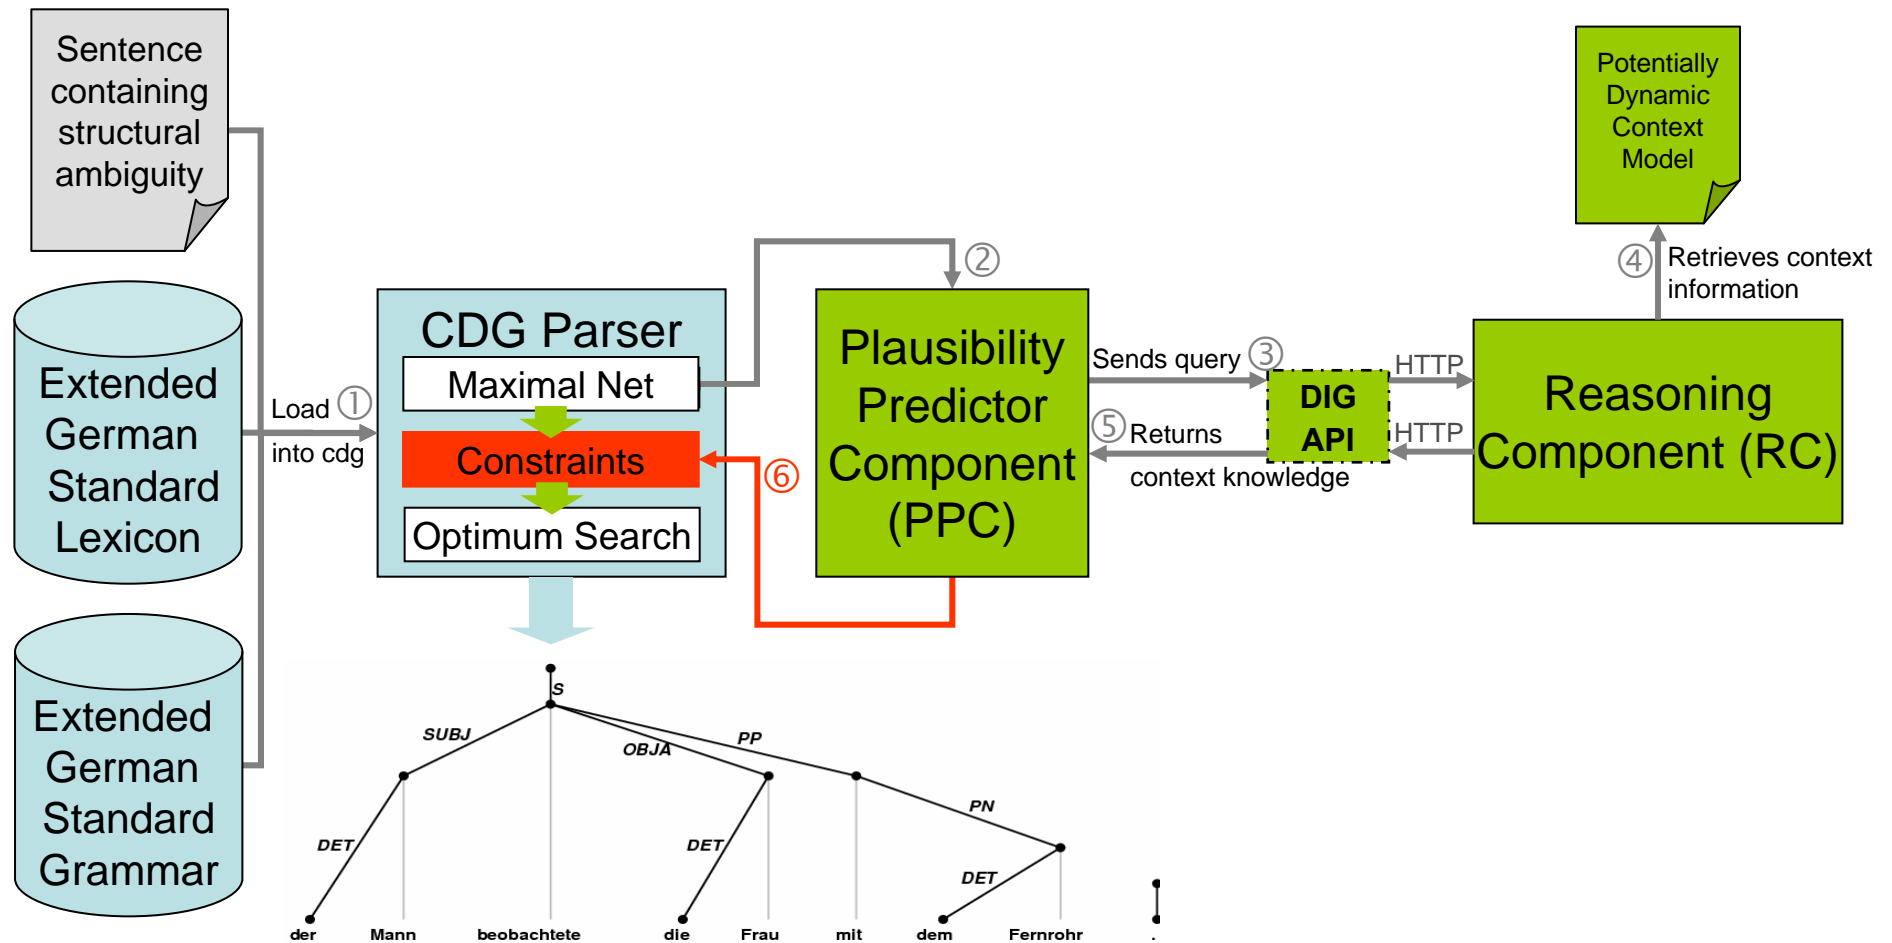 Sentence
containing
structural
ambiguity
Extended
German
Standard
Lexicon
Extended
German
Standard
Grammar
Load ①
into cdg
CDG Parser
Maximal Net
Constraints
Optimum Search
②
⑥
Plausibility
Predictor
Component
(PPC)
Sends query ③
⑤ Returns
context knowledge
DIG
API
HTTP
HTTP
Reasoning
Component (RC)
④ Retrieves context
information
Potentially
Dynamic
Context
Model
S
SUBJ
OBJA
PP
PN
DET
DET
DET
der Mann beobachtete die Frau mit dem Fernrohr .